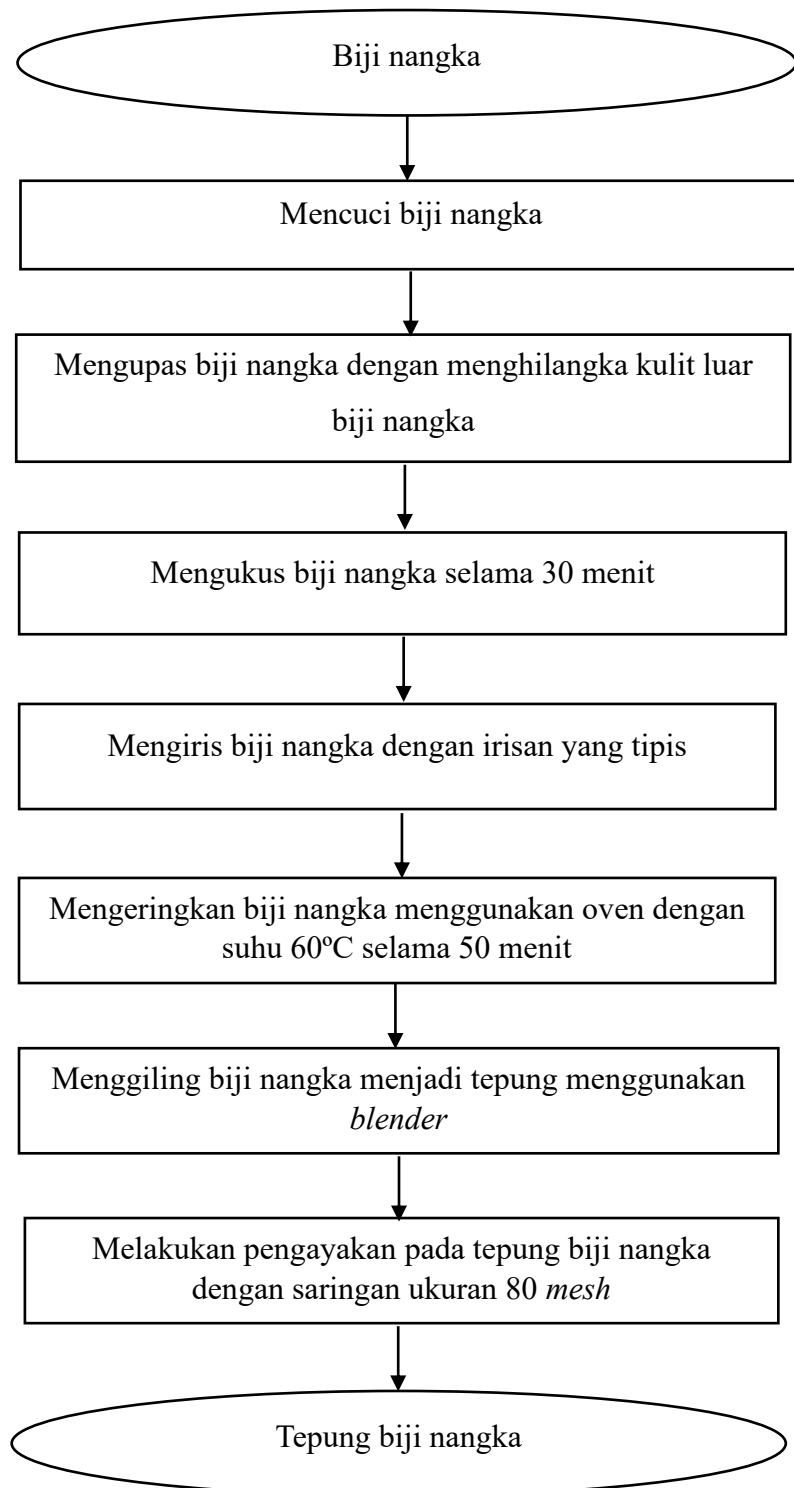 Biji nangka
Mencuci biji nangka
Mengupas biji nangka dengan menghilangka kulit luar
biji nangka
Mengukus biji nangka selama 30 menit
Mengiris biji nangka dengan irisan yang tipis
Mengeringkan biji nangka menggunakan oven dengan
suhu 60ºC selama 50 menit
Menggiling biji nangka menjadi tepung menggunakan
blender
Melakukan pengayakan pada tepung biji nangka
dengan saringan ukuran 80 mesh
Tepung biji nangka